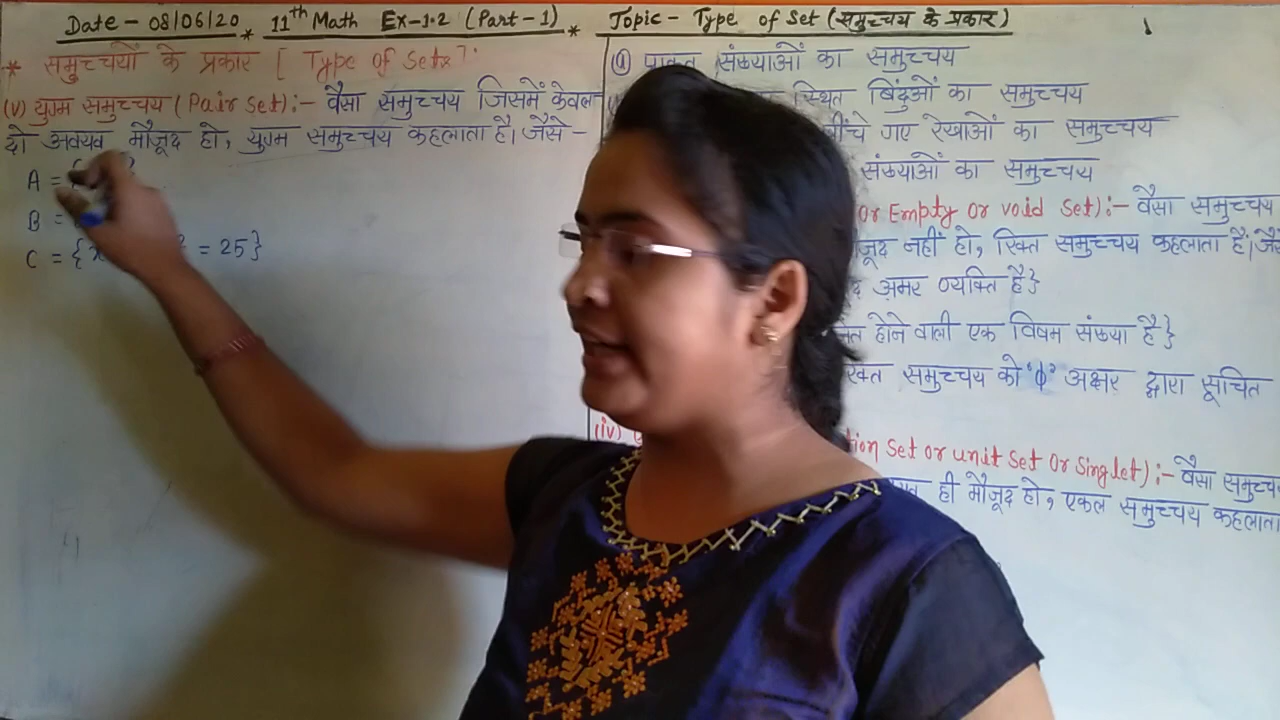 Date - 08/06/20 * 11th Math Ex-1.2 (Part - 1) * Topic - Type of Set (समुच्चय के प्रकार)
* समुच्चयों के प्रकार [ Type of Sets]:
(v) युग्म समुच्चय (Pair Set):- वैसा समुच्चय जिसमें केवल
दो अवयव मौजूद हो, युग्म समुच्चय कहलाता है। जैसे -
A = {
B =
C = {x = 25}
संख्याओं का समुच्चय
स्थित बिंदुओं का समुच्चय
गए रेखाओं का समुच्चय
संख्याओं का समुच्चय
or Empty or void Set):- वैसा समुच्चय
नहीं हो, रिक्त समुच्चय कहलाता है।
अमर व्यक्ति है}
होने वाली एक विषम संख्या है}
समुच्चय को 'ϕ' अक्षर द्वारा सूचित
(iv) Set or unit Set or Singlet):- वैसा
ही मौजूद हो, एकल समुच्चय कहलाता